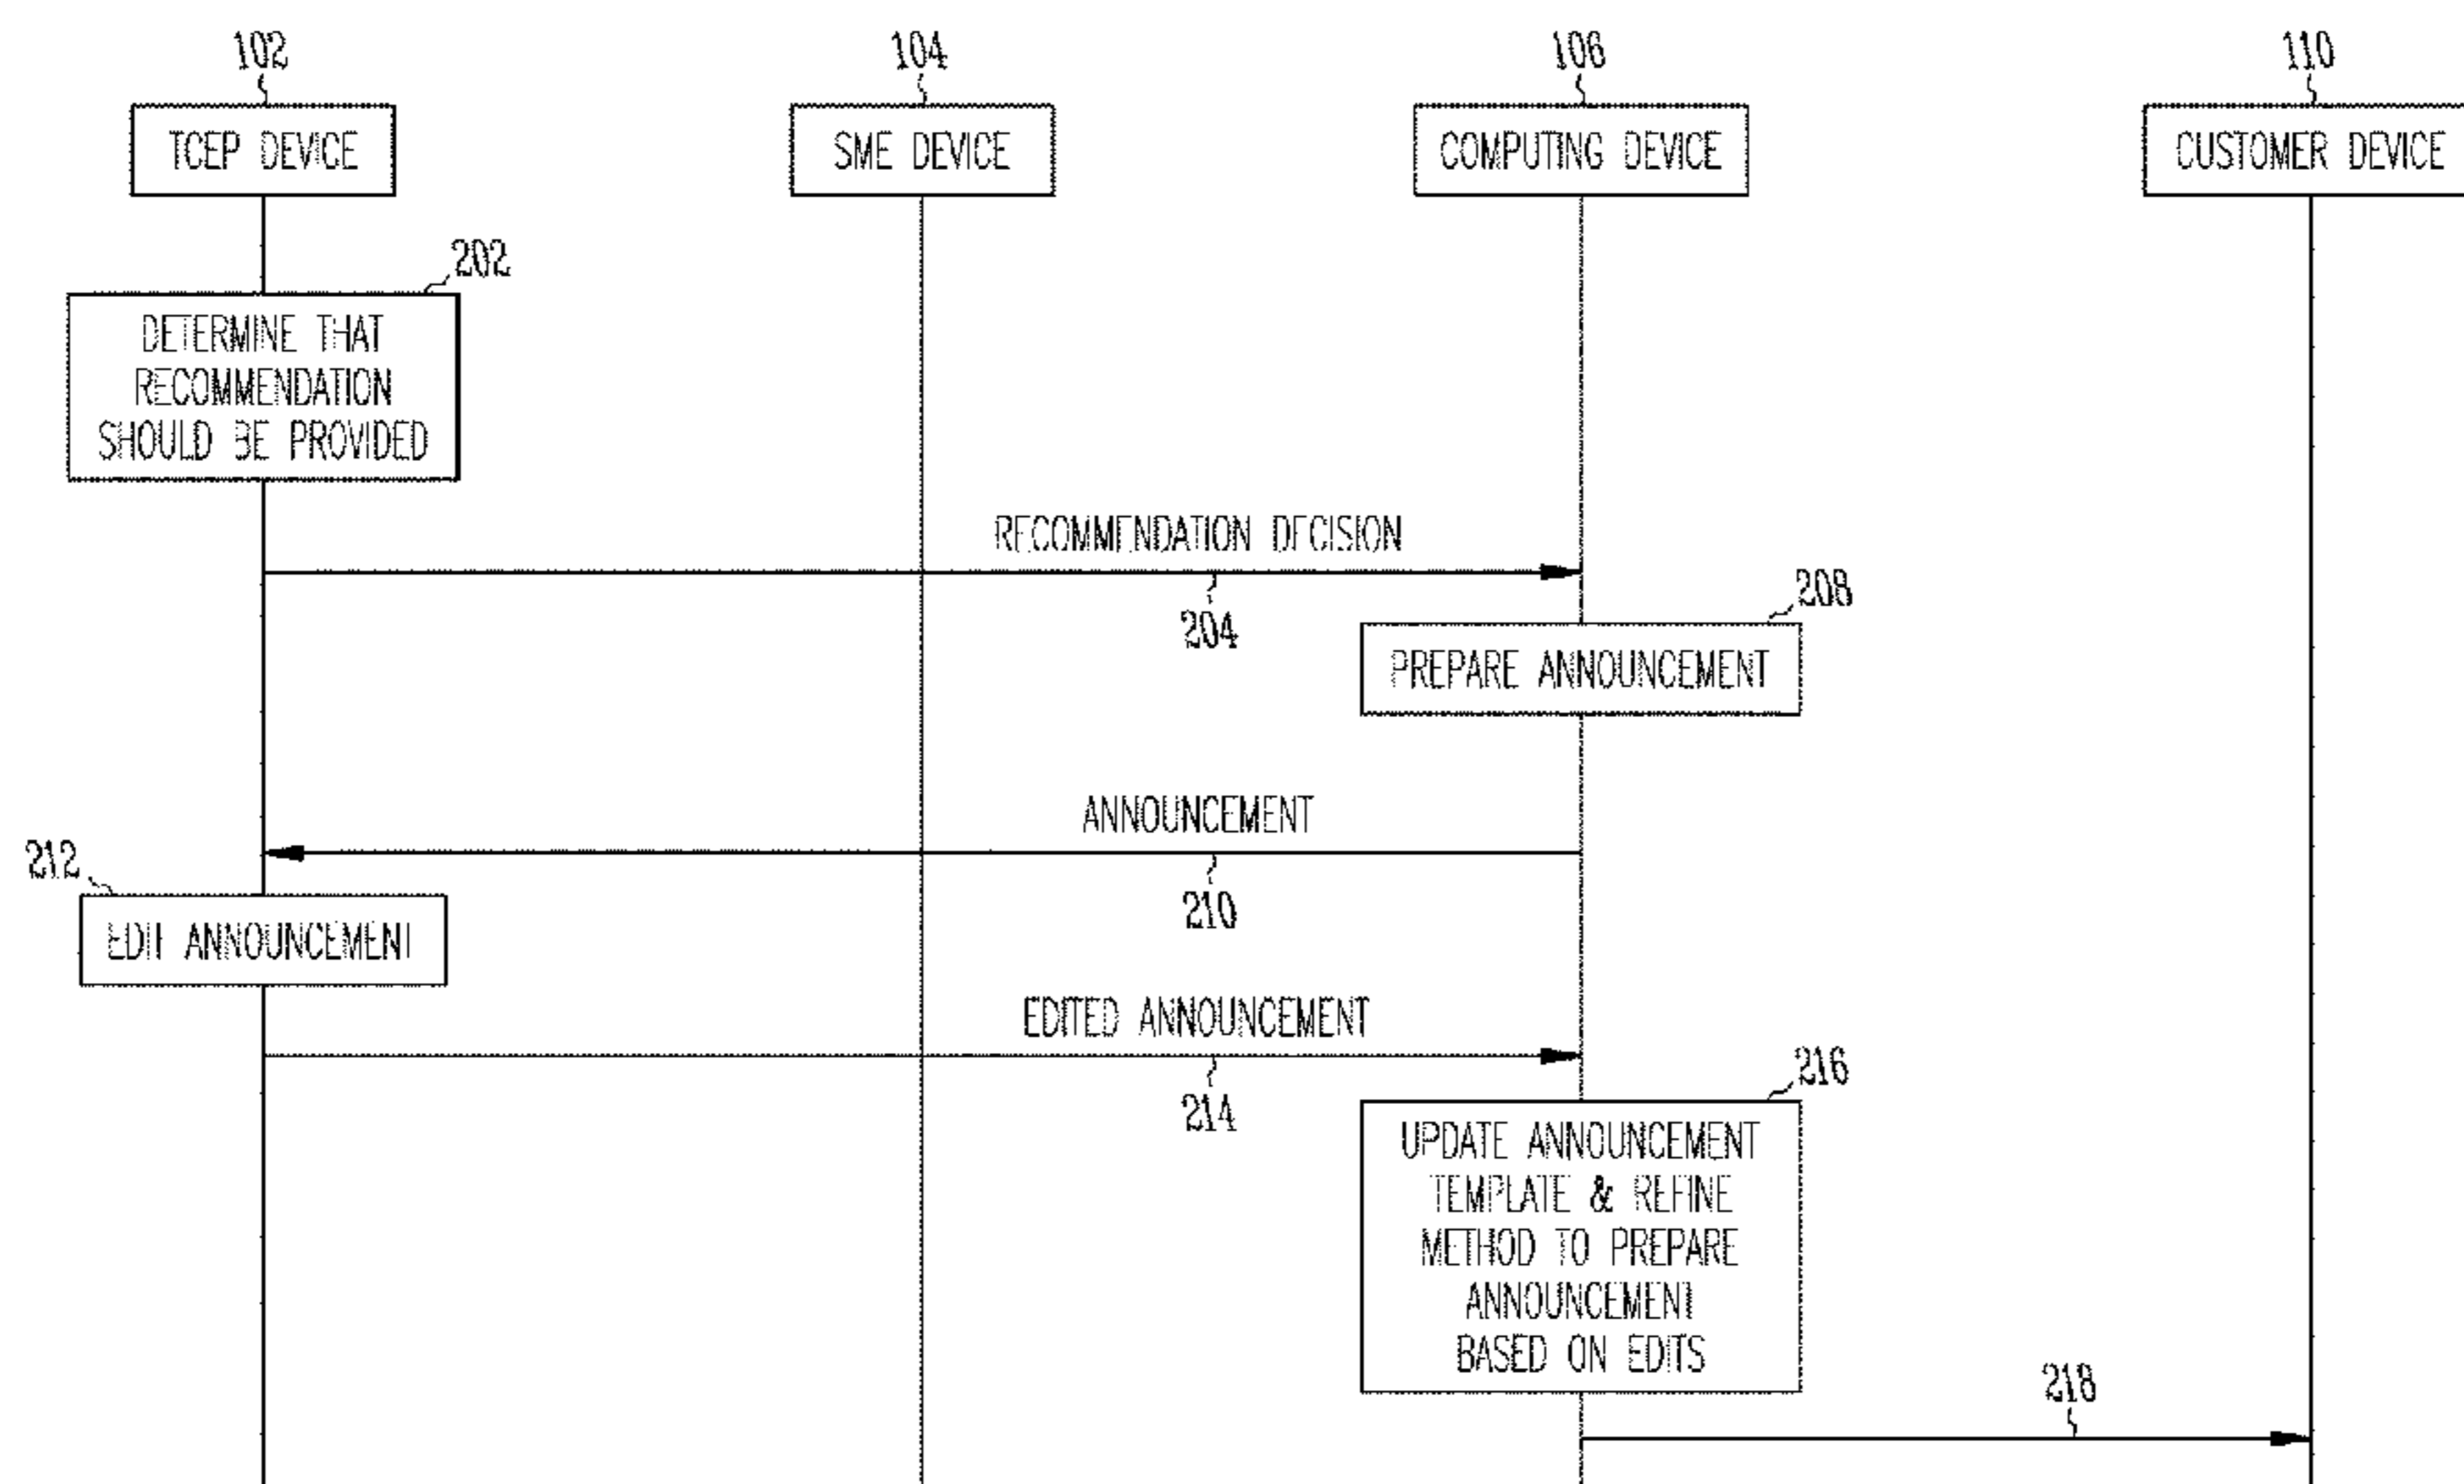 102
104
106
110
TCEP DEVICE
SME DEVICE
COMPUTING DEVICE
CUSTOMER DEVICE
202
DETERMINE THAT
RECOMMENDATION
SHOULD BE PROVIDED
RECOMMENDATION DECISION
204
208
PREPARE ANNOUNCEMENT
ANNOUNCEMENT
210
212
EDIT ANNOUNCEMENT
EDITED ANNOUNCEMENT
214
216
UPDATE ANNOUNCEMENT
TEMPLATE & REFINE
METHOD TO PREPARE
ANNOUNCEMENT
BASED ON EDITS
218